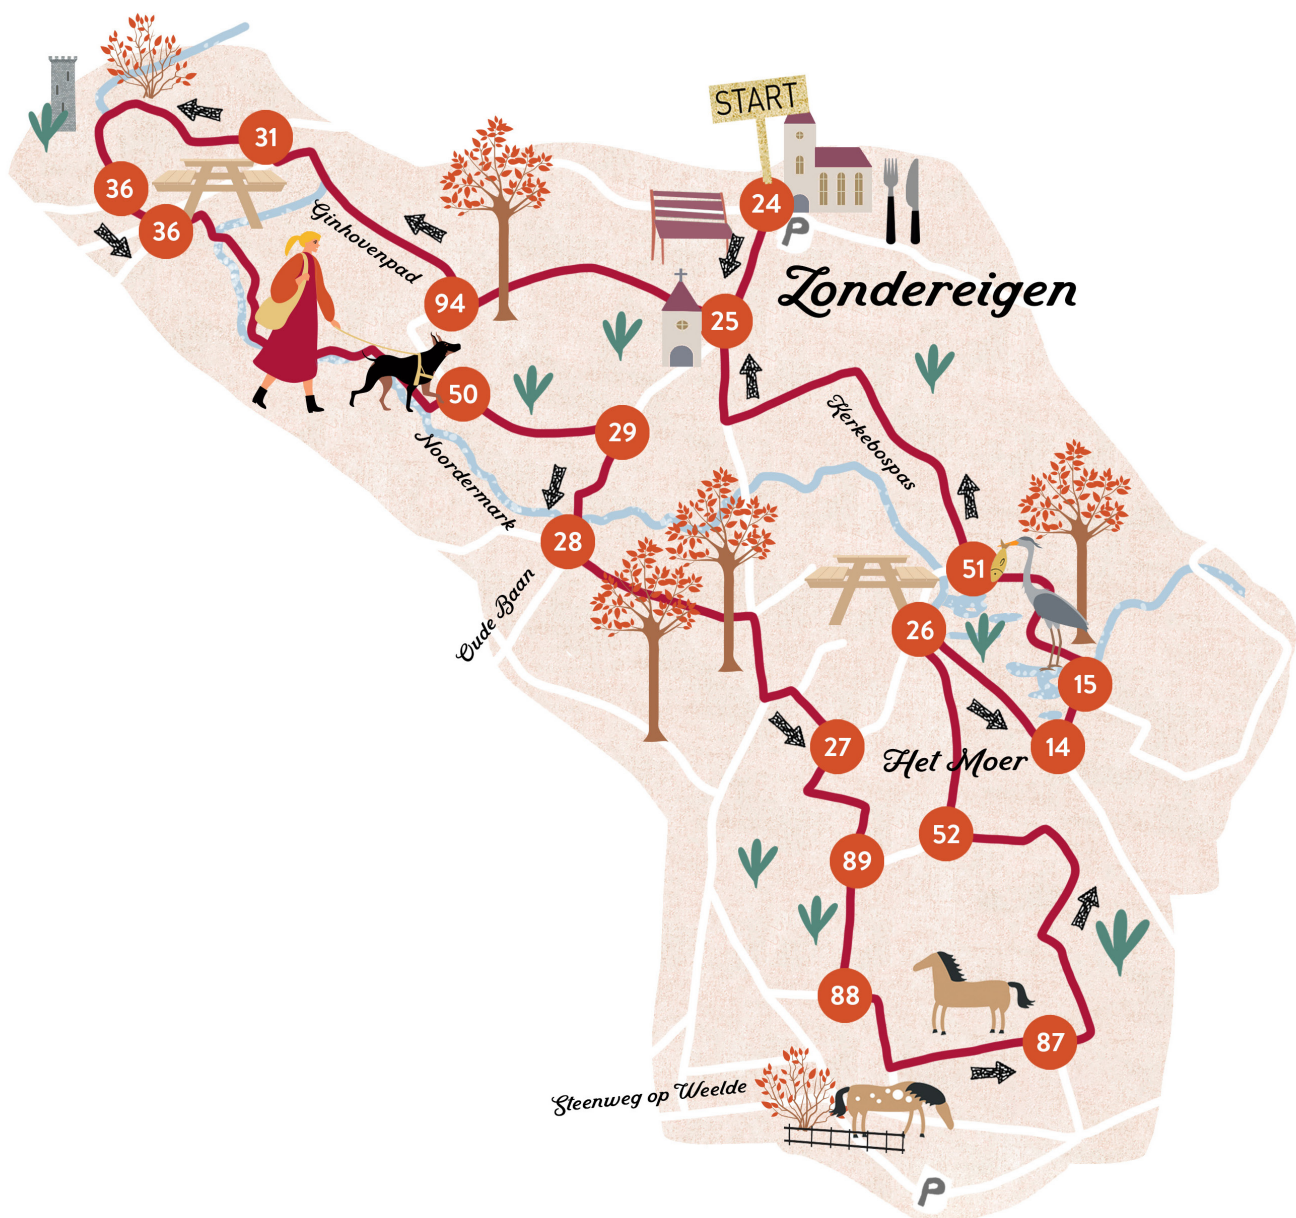 START
31
36
24
36
P
Ginhovenpad
Zondereigen
94
25
50
Kerkebospas
29
Noordermark
28
51
Oude Baan
26
15
27
14
Het Moer
52
89
88
87
Steenweg op Weelde
P